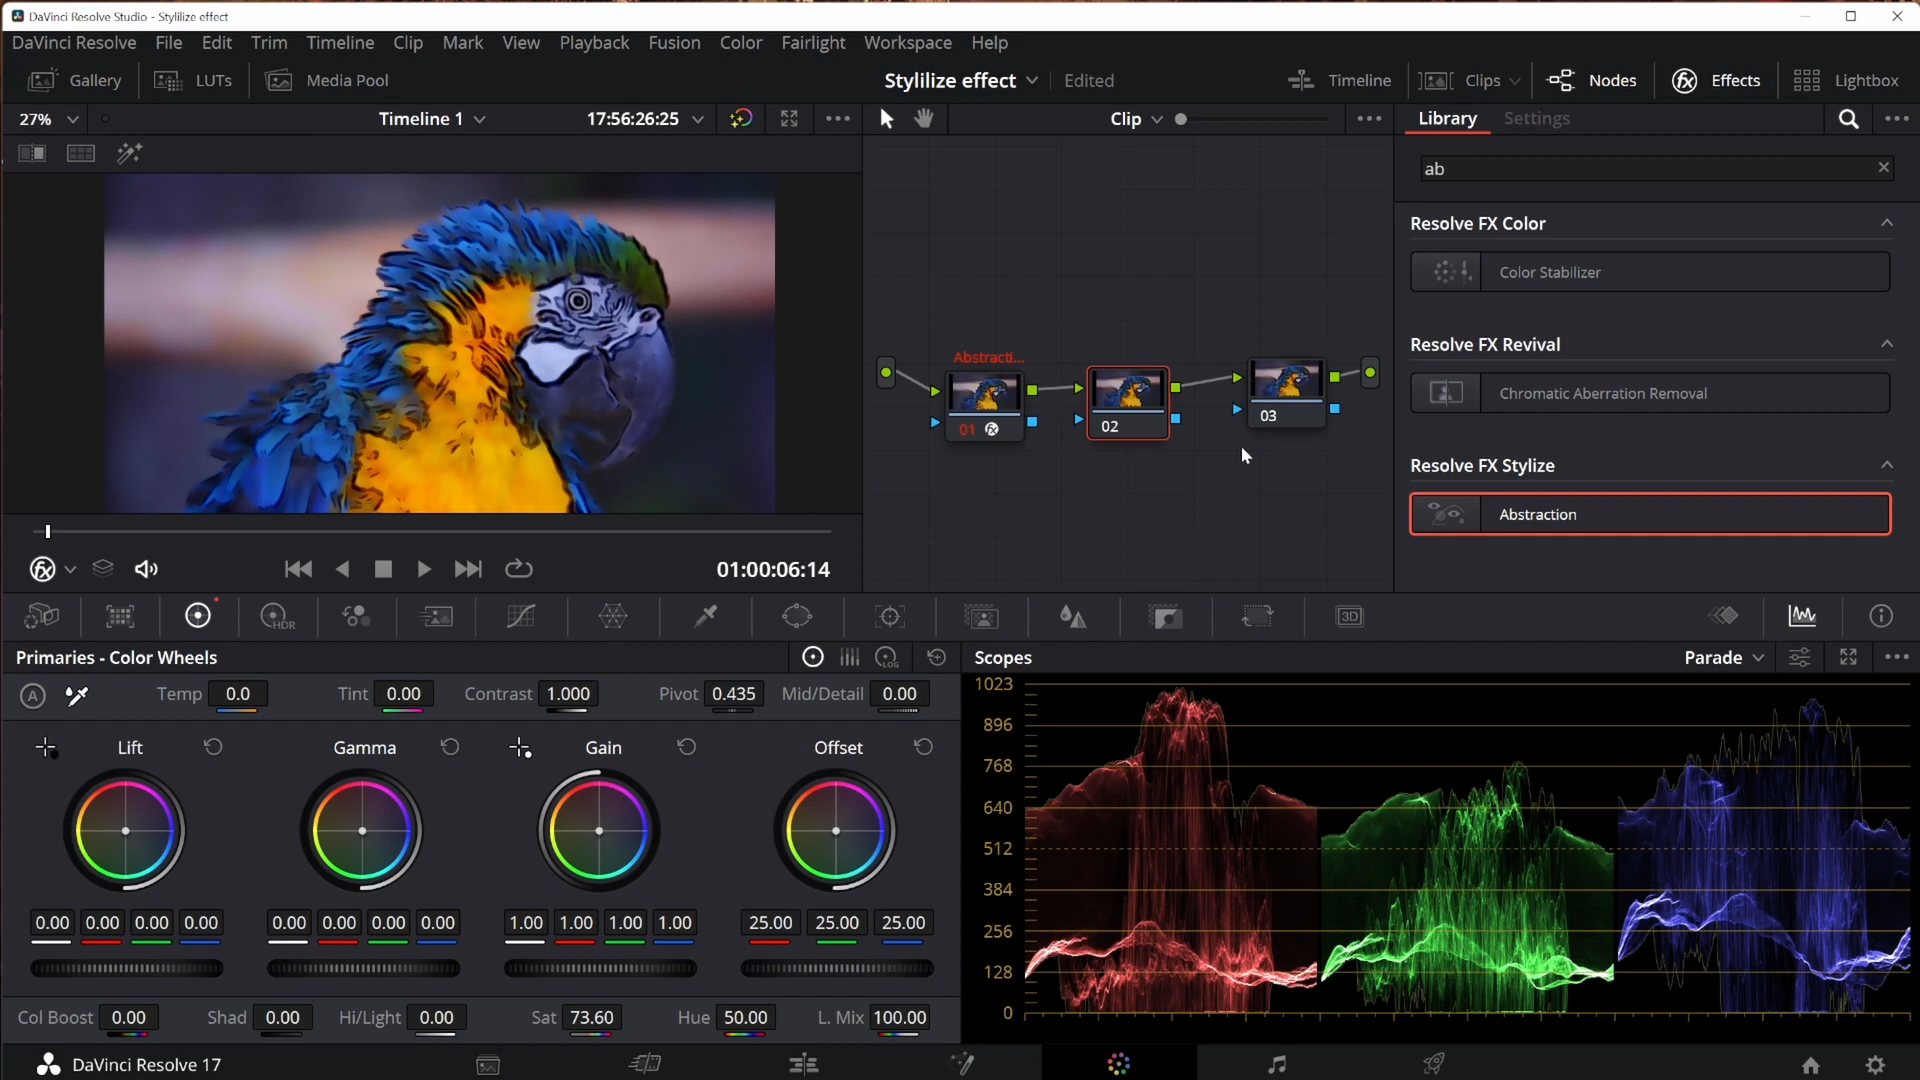 DaVinci Resolve Studio - Stylilize effect
DaVinci Resolve File Edit Trim Timeline Clip Mark View Playback Fusion Color Fairlight Workspace Help
Gallery LUTs Media Pool Stylilize effect Edited Timeline Clips Nodes fx Effects Lightbox
27% Timeline 1 17:56:26:25 Clip Library Settings
ab
Resolve FX Color
Color Stabilizer
Resolve FX Revival
Chromatic Aberration Removal
Resolve FX Stylize
Abstraction
Abstracti...
01 fx
02
03
fx 01:00:06:14
HDR 3D
Primaries - Color Wheels LOG
A Temp 0.0 Tint 0.00 Contrast 1.000 Pivot 0.435 Mid/Detail 0.00
Lift Gamma Gain Offset
0.00 0.00 0.00 0.00 0.00 0.00 0.00 0.00 1.00 1.00 1.00 1.00 25.00 25.00 25.00
Col Boost 0.00 Shad 0.00 Hi/Light 0.00 Sat 73.60 Hue 50.00 L. Mix 100.00
Scopes Parade
1023
896
768
640
512
384
256
128
0
DaVinci Resolve 17